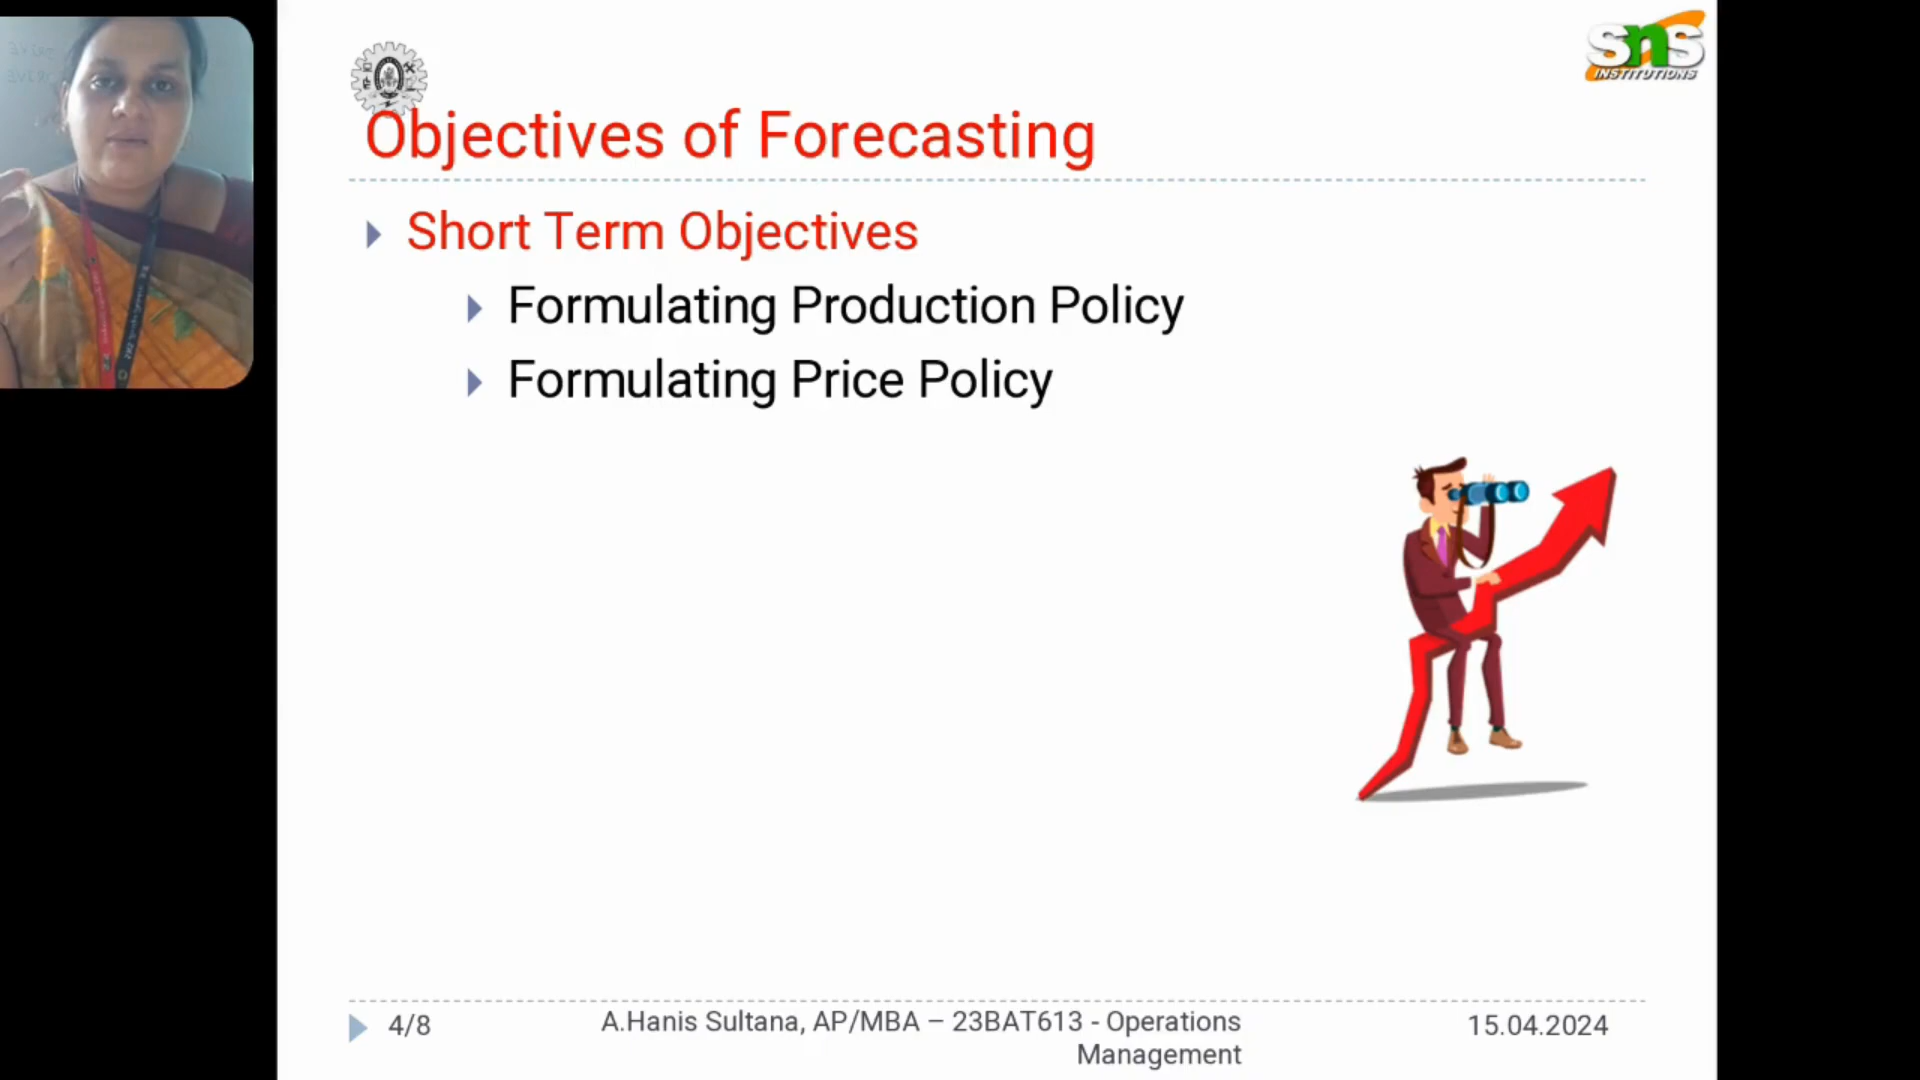 SNS
INSTITUTIONS
Objectives of Forecasting
Short Term Objectives
Formulating Production Policy
Formulating Price Policy
4/8
A.Hanis Sultana, AP/MBA – 23BAT613 - Operations
Management
15.04.2024